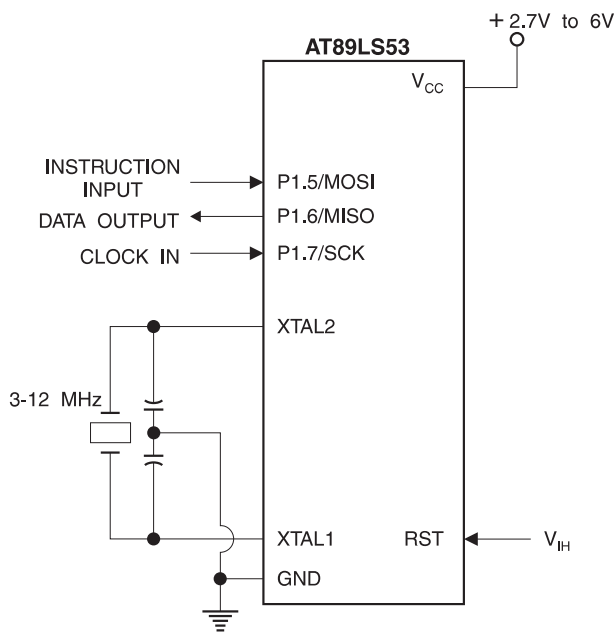 + 2.7V to 6V
AT89LS53
VCC
INSTRUCTION
INPUT
P1.5/MOSI
DATA OUTPUT
P1.6/MISO
CLOCK IN
P1.7/SCK
XTAL2
3-12 MHz
XTAL1
RST
VIH
GND